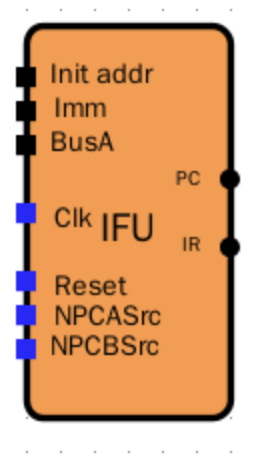 Init addr
Imm
BusA
PC
Clk IFU
IR
Reset
NPCASrc
NPCBSrc